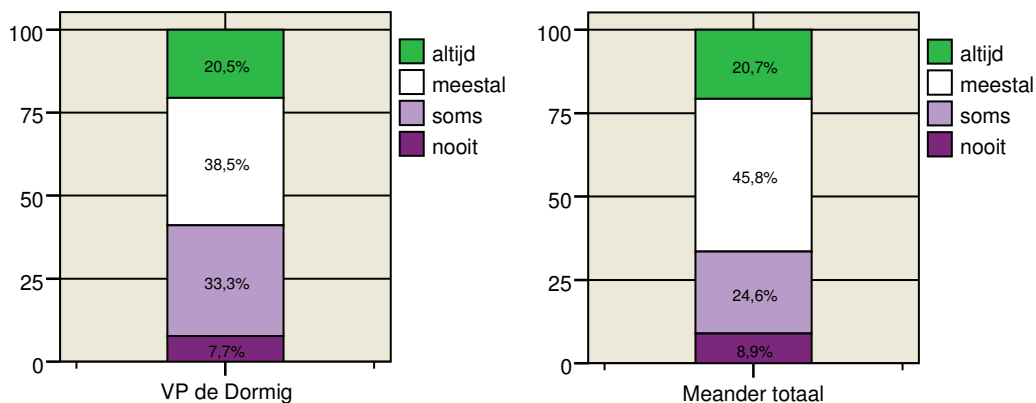 100
75
50
25
0
20,5%
38,5%
33,3%
7,7%
VP de Dormig
altijd
meestal
soms
nooit
100
75
50
25
0
20,7%
45,8%
24,6%
8,9%
Meander totaal
altijd
meestal
soms
nooit